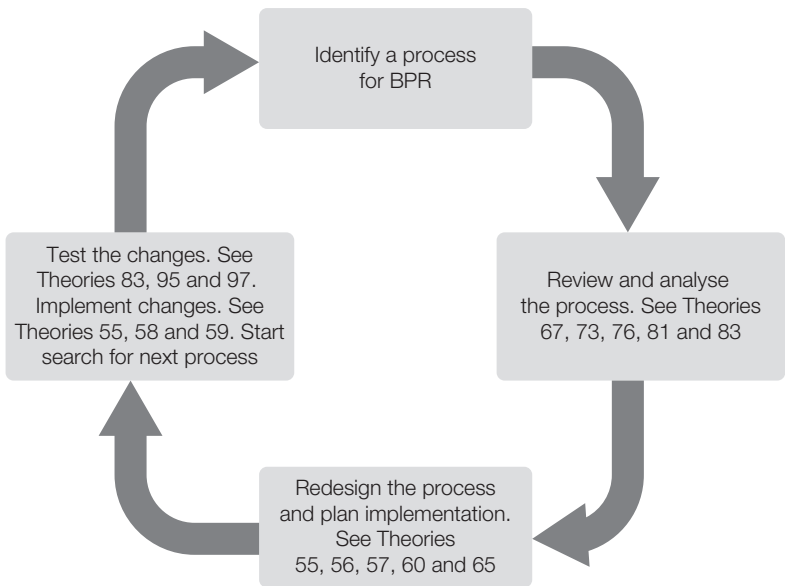 Identify a process
for BPR
Review and analyse
the process. See Theories
67, 73, 76, 81 and 83
Redesign the process
and plan implementation.
See Theories
55, 56, 57, 60 and 65
Test the changes. See
Theories 83, 95 and 97.
Implement changes. See
Theories 55, 58 and 59. Start
search for next process